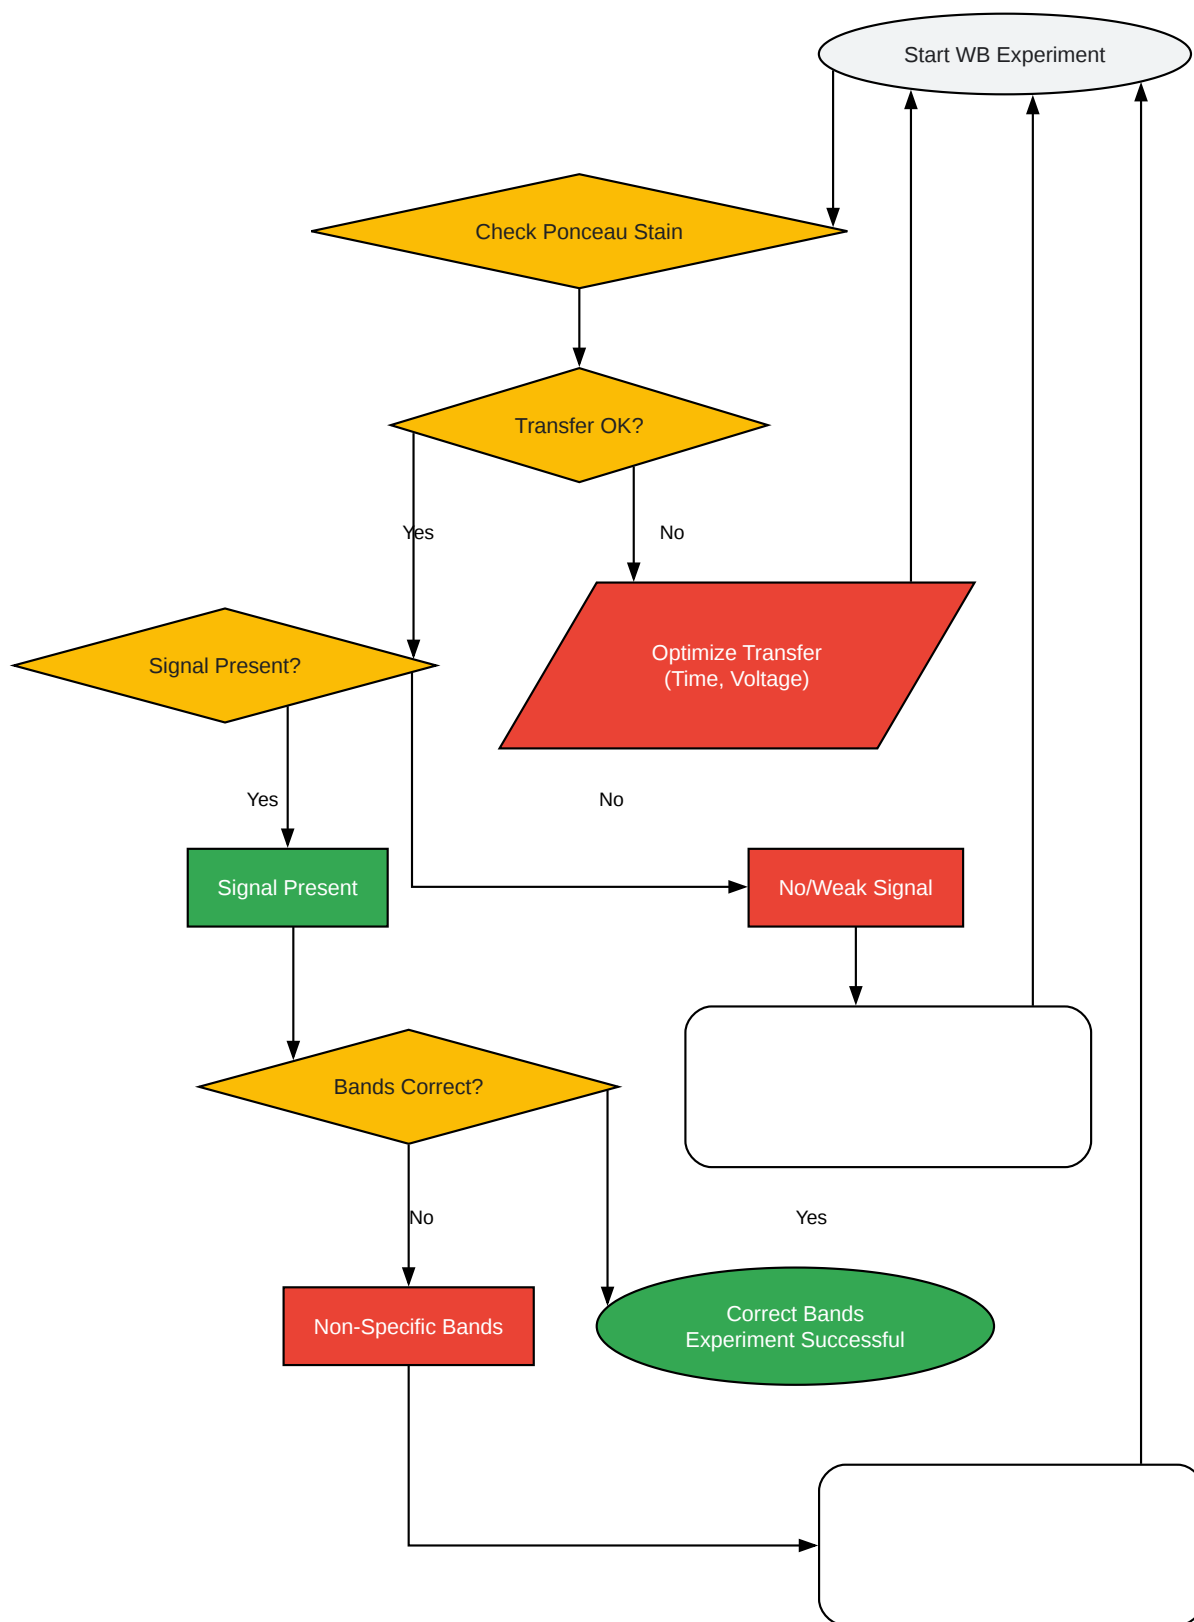 Start WB Experiment
Check Ponceau Stain
Transfer OK?
Yes
No
Signal Present?
Optimize Transfer
(Time, Voltage)
Yes
No
Signal Present
No/Weak Signal
Bands Correct?
No
Yes
Non-Specific Bands
Correct Bands
Experiment Successful